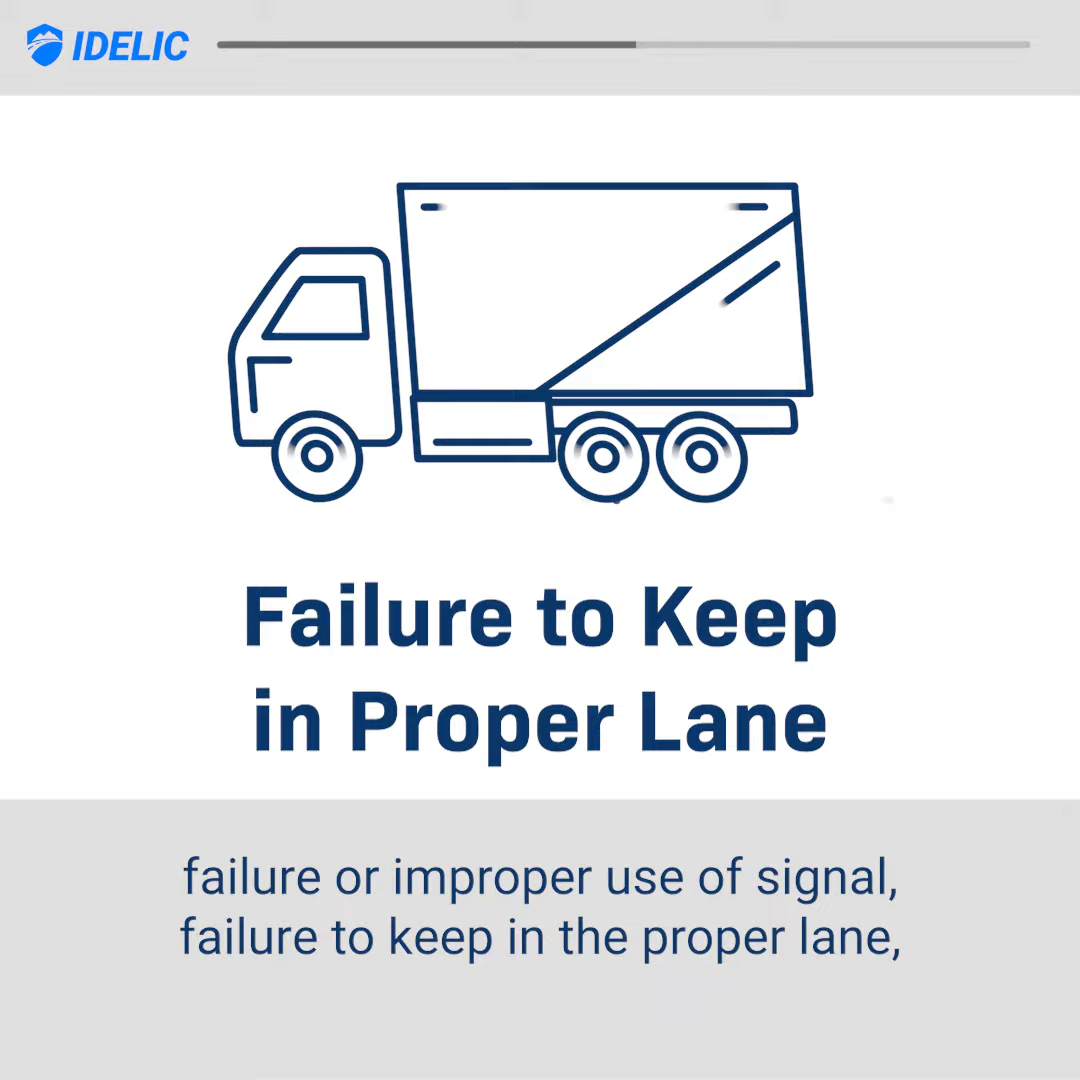 IDELIC
Failure to Keep
in Proper Lane
failure or improper use of signal,
failure to keep in the proper lane,